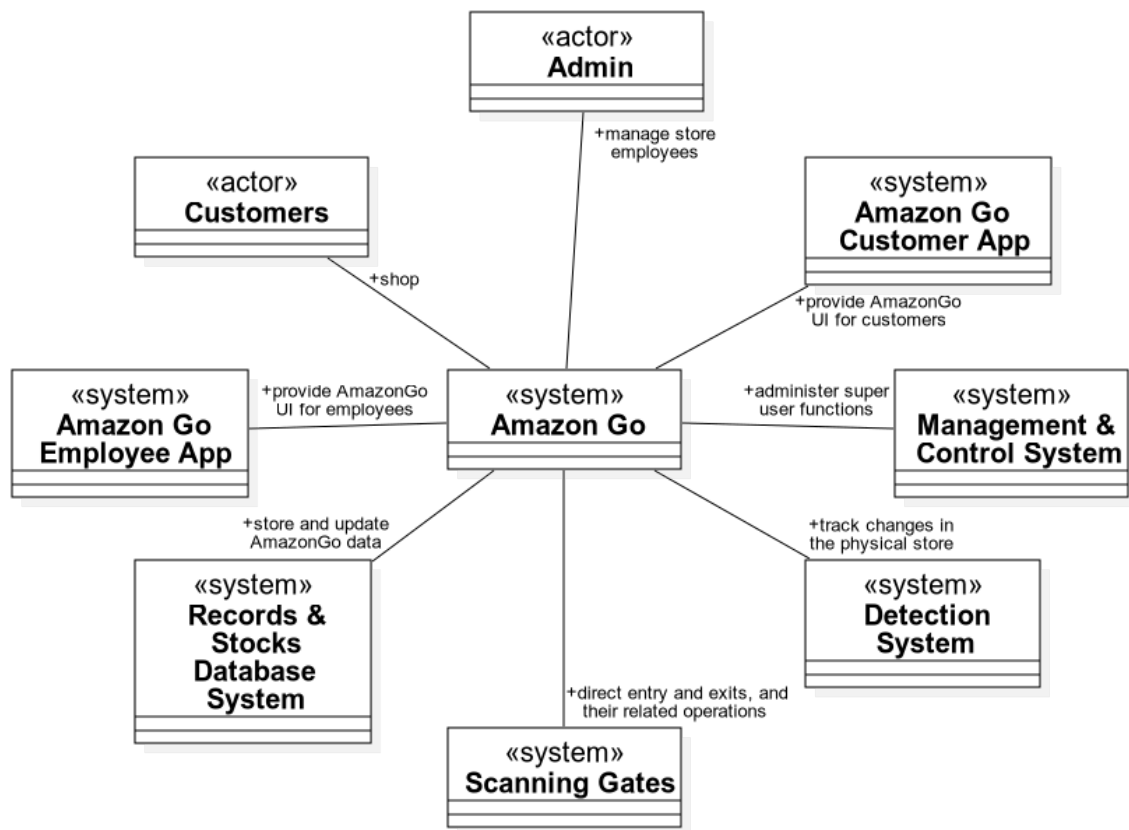 «actor»
Admin
+manage store
employees
«actor»
Customers
+shop
«system»
Amazon Go
Customer App
+provide AmazonGo
UI for customers
«system»
Amazon Go
Employee App
+provide AmazonGo
UI for employees
«system»
Amazon Go
+administer super
user functions
«system»
Management &
Control System
+store and update
AmazonGo data
«system»
Records &
Stocks
Database
System
+track changes in
the physical store
«system»
Detection
System
+direct entry and exits, and
their related operations
«system»
Scanning Gates